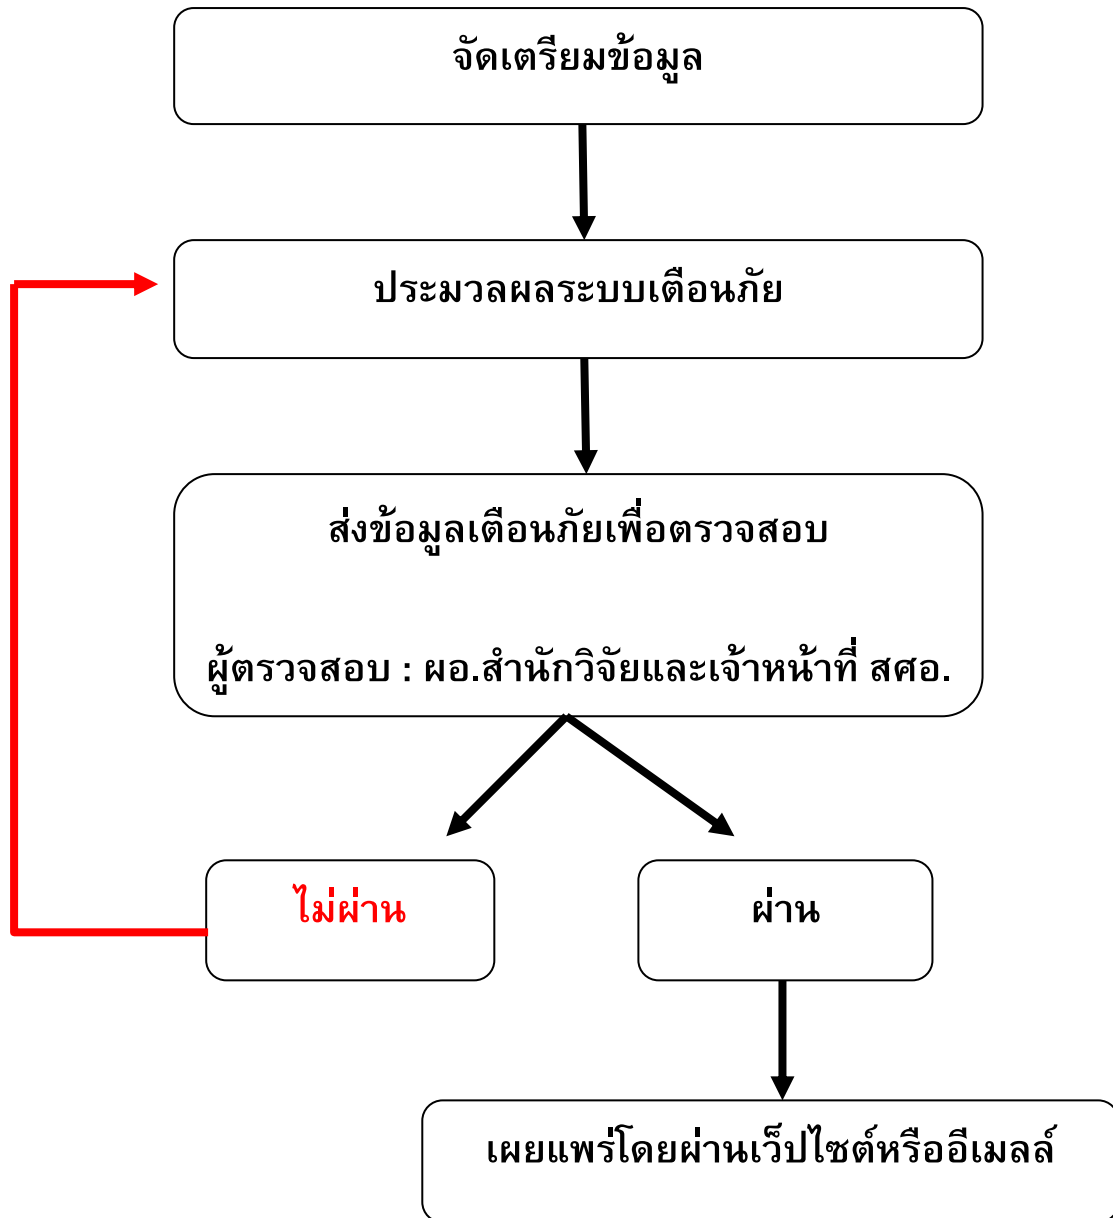 จัดเตรียมข้อมูล
ประมวลผลระบบเตือนภัย
ส่งข้อมูลเตือนภัยเพื่อตรวจสอบ
ผู้ตรวจสอบ : ผอ.สำนักวิจัยและเจ้าหน้าที่ สศอ.
ไม่ผ่าน
ผ่าน
เผยแพร่โดยผ่านเว็ปไซต์หรืออีเมลล์